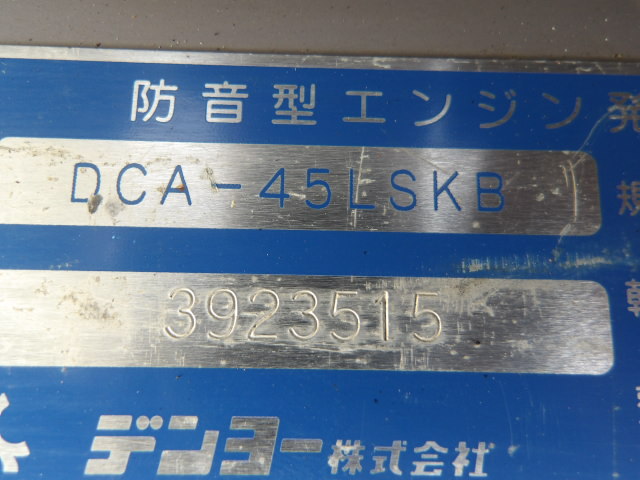 防音型エンジン発
DCA-45LSKB
規
3923515
デンヨー株式会社